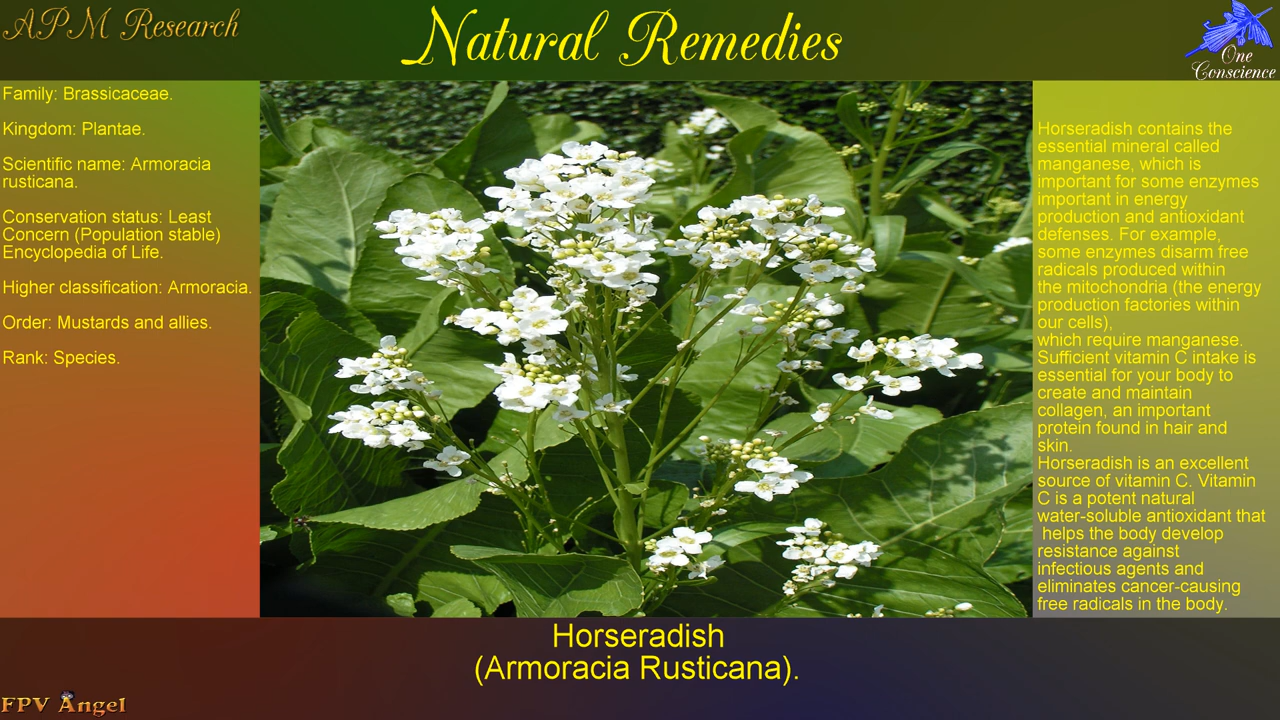 APM Research
Natural Remedies
One
Conscience
Family: Brassicaceae.
Kingdom: Plantae.
Scientific name: Armoracia
rusticana.
Conservation status: Least
Concern (Population stable)
Encyclopedia of Life.
Higher classification: Armoracia.
Order: Mustards and allies.
Rank: Species.
Horseradish contains the
essential mineral called
manganese, which is
important for some enzymes
important in energy
production and antioxidant
defenses. For example,
some enzymes disarm free
radicals produced within
the mitochondria (the energy
production factories within
our cells),
which require manganese.
Sufficient vitamin C intake is
essential for your body to
create and maintain
collagen, an important
protein found in hair and
skin.
Horseradish is an excellent
source of vitamin C. Vitamin
C is a potent natural
water-soluble antioxidant that
helps the body develop
resistance against
infectious agents and
eliminates cancer-causing
free radicals in the body.
Horseradish
(Armoracia Rusticana).
FPV Angel